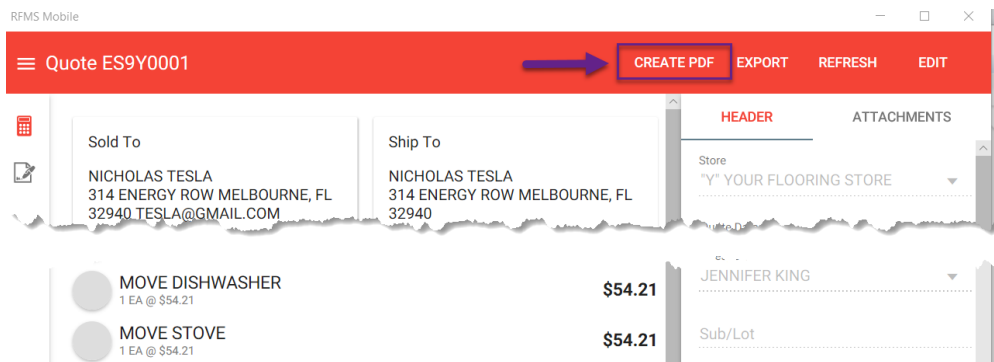 RFMS Mobile
Quote ES9Y0001
CREATE PDF EXPORT REFRESH EDIT
HEADER ATTACHMENTS
Sold To
NICHOLAS TESLA
314 ENERGY ROW MELBOURNE, FL
32940 TESLA@GMAIL.COM
Ship To
NICHOLAS TESLA
314 ENERGY ROW MELBOURNE, FL
32940
Store
"Y" YOUR FLOORING STORE
MOVE DISHWASHER
1 EA @ $54.21
$54.21
MOVE STOVE
1 EA @ $54.21
$54.21
JENNIFER KING
Sub/Lot